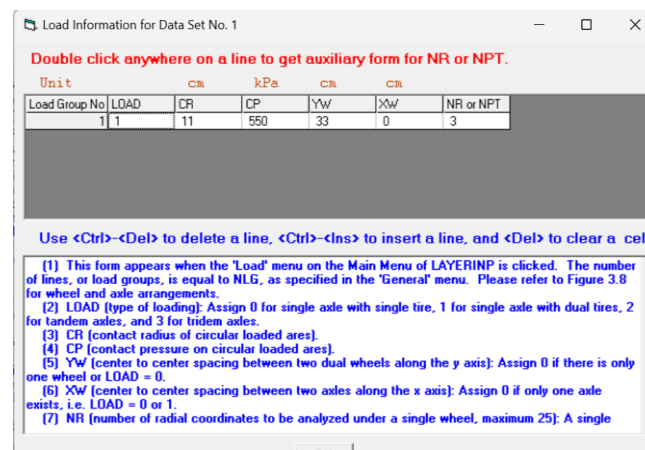 Load Information for Data Set No. 1
Double click anywhere on a line to get auxiliary form for NR or NPT.
Unit cm kPa cm cm
Load Group No LOAD CR CP YW XW NR or NPT
1 1 11 550 33 0 3
Use <Ctrl>-<Del> to delete a line, <Ctrl>-<Ins> to insert a line, and <Del> to clear a cel
(1) This form appears when the 'Load' menu on the Main Menu of LAYERINP is clicked. The number
of lines, or load groups, is equal to NLG, as specified in the 'General' menu. Please refer to Figure 3.8
for wheel and axle arrangements.
(2) LOAD (type of loading): Assign 0 for single axle with single tire, 1 for single axle with dual tires, 2
for tandem axles, and 3 for tridem axles.
(3) CR (contact radius of circular loaded ares).
(4) CP (contact pressure on circular loaded ares).
(5) YW (center to center spacing between two dual wheels along the y axis): Assign 0 if there is only
one wheel or LOAD = 0.
(6) XW (center to center spacing between two axles along the x axis): Assign 0 if only one axle
exists, i.e. LOAD = 0 or 1.
(7) NR (number of radial coordinates to be analyzed under a single wheel, maximum 25): A single